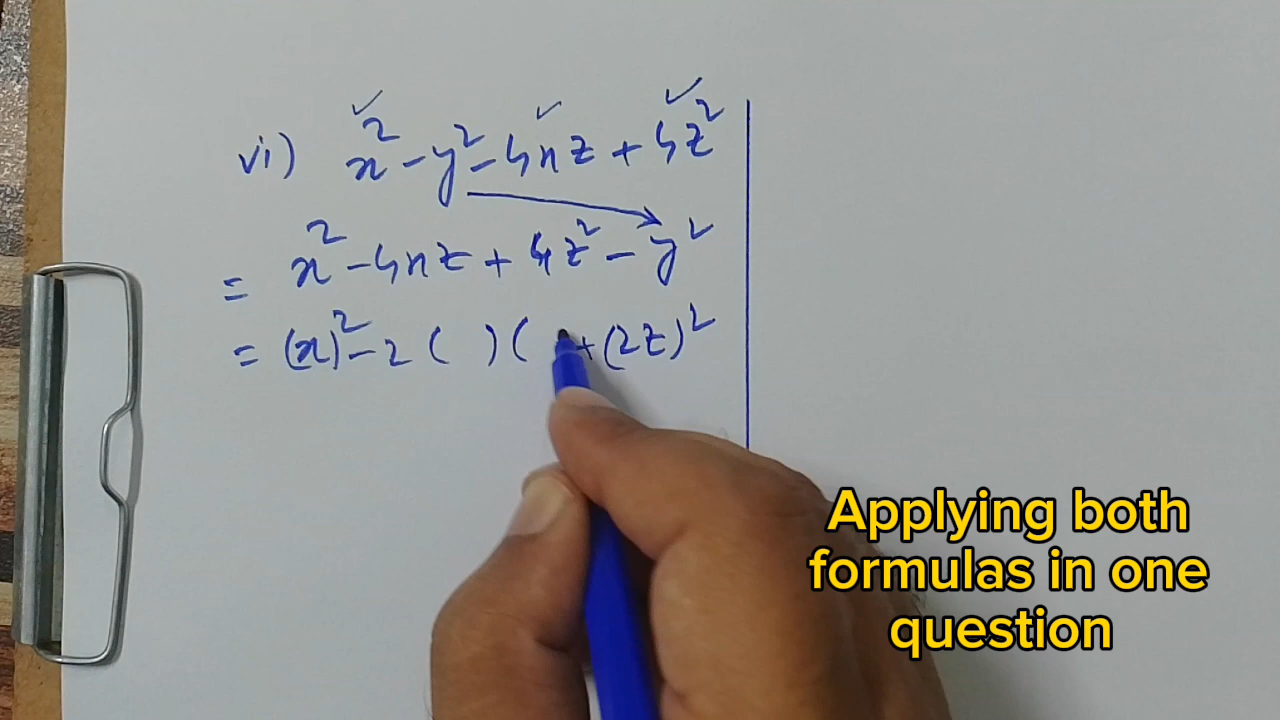 vi) x² - y² - 4xz + 4z²
= x² - 4xz + 4z² - y²
= (x)² - 2 ( ) ( + (2z)²
Applying both
formulas in one
question